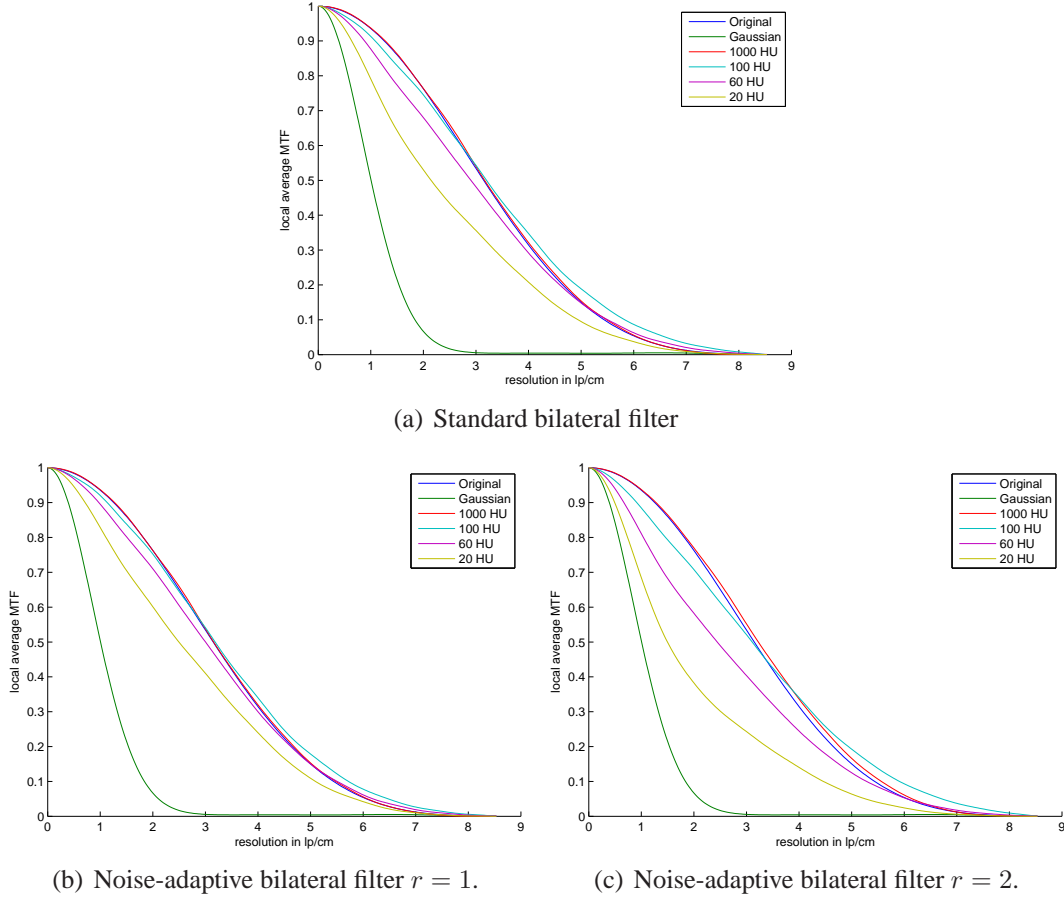 1
0.9
0.8
0.7
0.6
0.5
0.4
0.3
0.2
0.1
0
local average MTF
0 1 2 3 4 5 6 7 8 9
resolution in lp/cm
Original
Gaussian
1000 HU
100 HU
60 HU
20 HU
(a) Standard bilateral filter
1
0.9
0.8
0.7
0.6
0.5
0.4
0.3
0.2
0.1
0
local average MTF
0 1 2 3 4 5 6 7 8 9
resolution in lp/cm
Original
Gaussian
1000 HU
100 HU
60 HU
20 HU
(b) Noise-adaptive bilateral filter r = 1.
1
0.9
0.8
0.7
0.6
0.5
0.4
0.3
0.2
0.1
0
local average MTF
0 1 2 3 4 5 6 7 8 9
resolution in lp/cm
Original
Gaussian
1000 HU
100 HU
60 HU
20 HU
(c) Noise-adaptive bilateral filter r = 2.